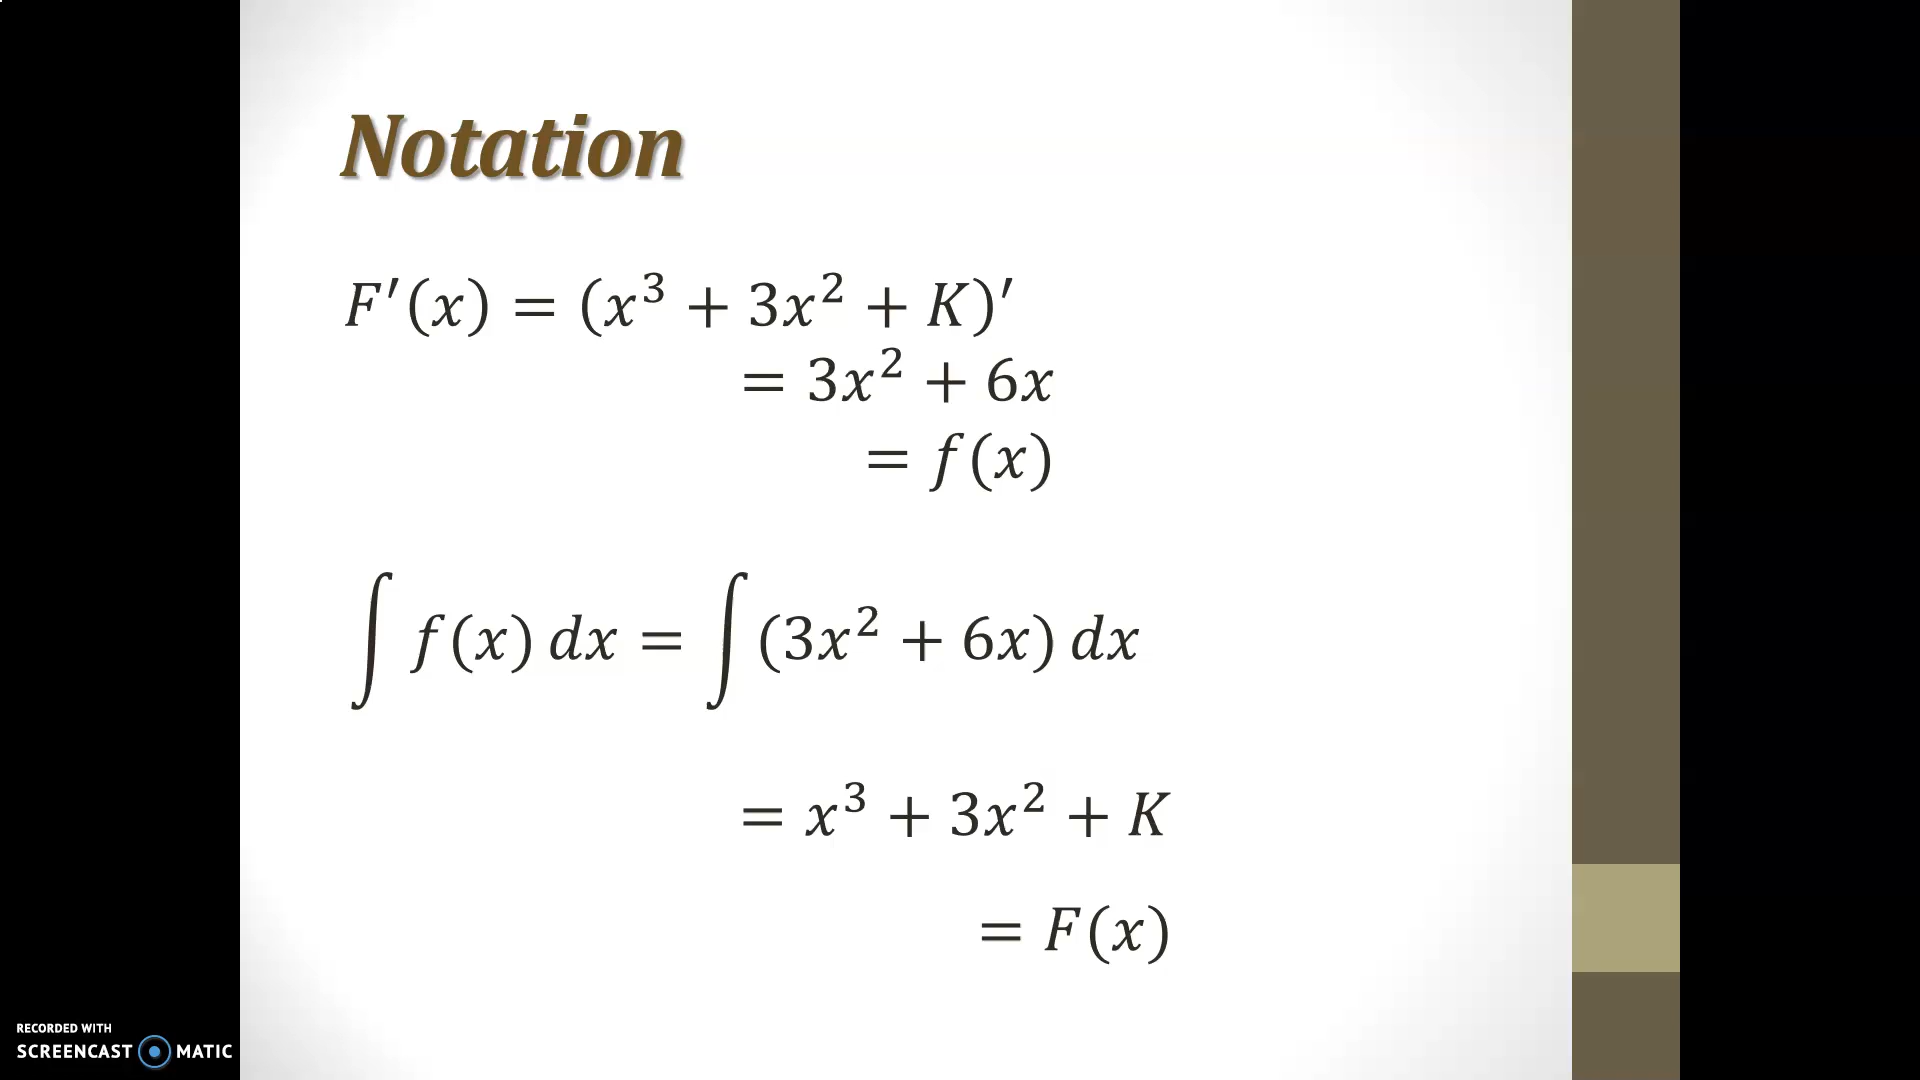 Notation
F′(x) = (x³ + 3x² + K)′
= 3x² + 6x
= f(x)
∫ f(x) dx = ∫ (3x² + 6x) dx
= x³ + 3x² + K
= F(x)
RECORDED WITH
SCREENCAST MATIC